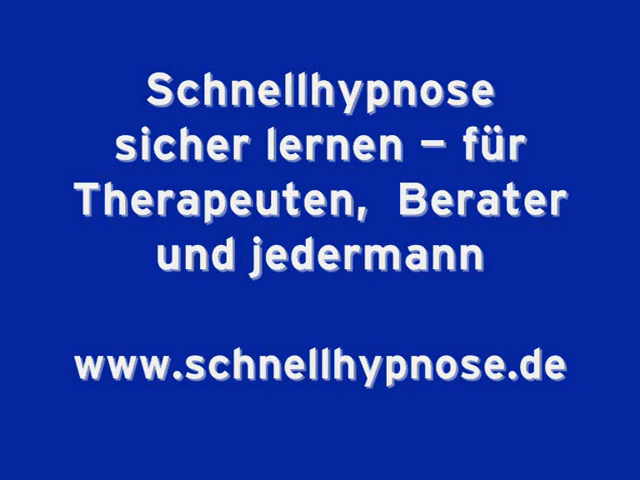 Schnellhypnose
sicher lernen – für
Therapeuten, Berater
und jedermann
www.schnellhypnose.de